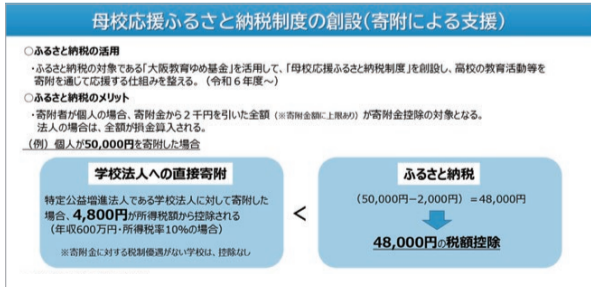 母校応援ふるさと納税制度の創設(寄附による支援)
○ふるさと納税の活用
・ふるさと納税の対象である「大阪教育ゆめ基金」を活用して、「母校応援ふるさと納税制度」を創設し、高校の教育活動等を
寄附を通じて応援する仕組みを整える。（令和６年度～）
○ふるさと納税のメリット
・寄附者が個人の場合、寄附金から２千円を引いた全額（※寄附金額に上限あり）が寄附金控除の対象となる。
法人の場合は、全額が損金算入される。
（例）個人が50,000円を寄附した場合
学校法人への直接寄附
特定公益増進法人である学校法人に対して寄附した
場合、4,800円が所得税額から控除される
（年収600万円・所得税率10%の場合）
※寄附金に対する税制優遇がない学校は、控除なし
<
ふるさと納税
（50,000円－2,000円）＝48,000円
48,000円の税額控除